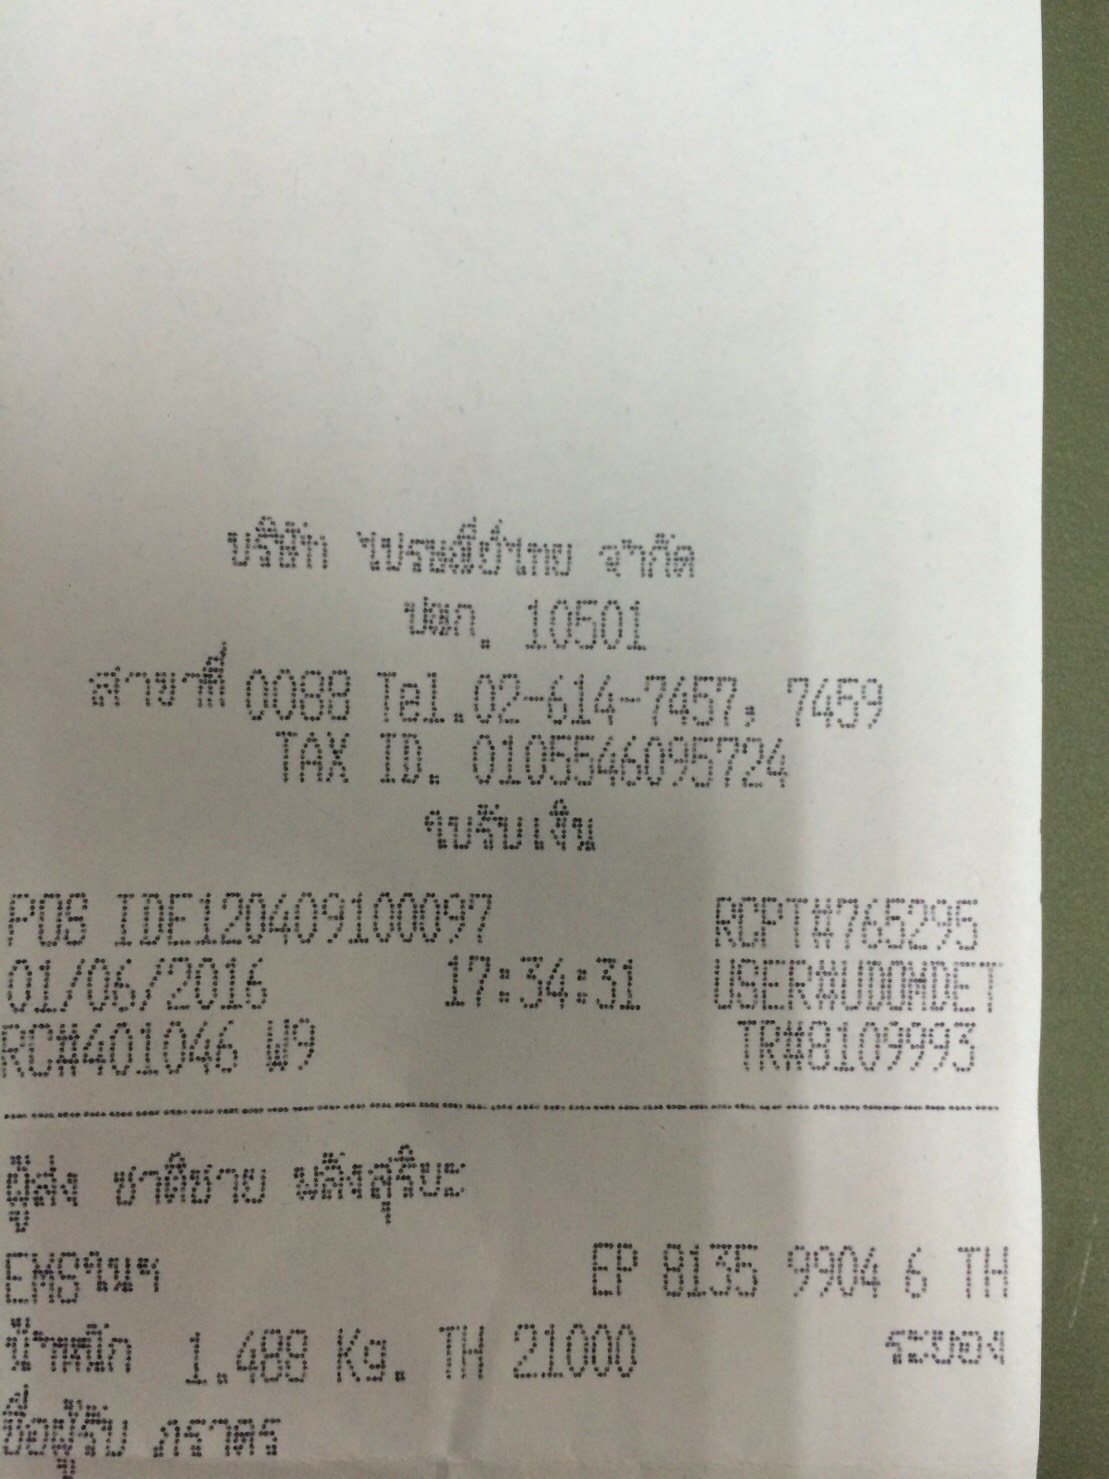 บริษัท ไปรษณีย์ไทย จำกัด
ปณก. 10501
สาขาที่ 0088 Tel.02-614-7457, 7459
TAX ID. 0105546095724
ใบรับเงิน
POS IDE120409100097 RCPT#765295
01/06/2016 17:34:31 USER#UDOMDET
RC#401046 W9 TR#8109993
ผู้ส่ง ชาติชาย พลังสุริยะ
EMSในฯ EP 8135 9904 6 TH
น้ำหนัก 1.488 Kg. TH 21000 ระยอง
ชื่อผู้รับ ภราดร